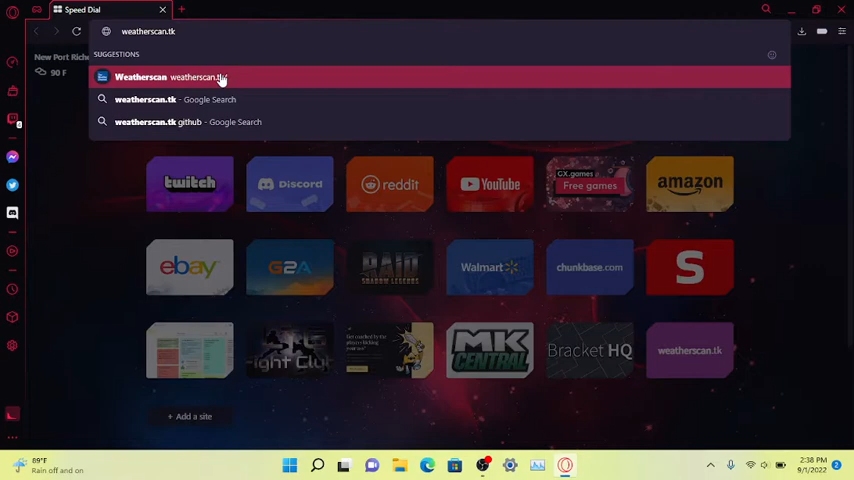 Speed Dial
weatherscan.tk
New Port Rich
90 F
SUGGESTIONS
Weatherscan weatherscan.tk
weatherscan.tk - Google Search
weatherscan.tk github - Google Search
twitch
Discord
reddit
YouTube
GX.games
Free games
amazon
ebay
G2A
RAID
SHADOW LEGENDS
Walmart
chunkbase.com
S
Fight Club
MK
CENTRAL
Bracket HQ
weatherscan.tk
+ Add a site
89°F
Rain off and on
2:38 PM
9/1/2022
2